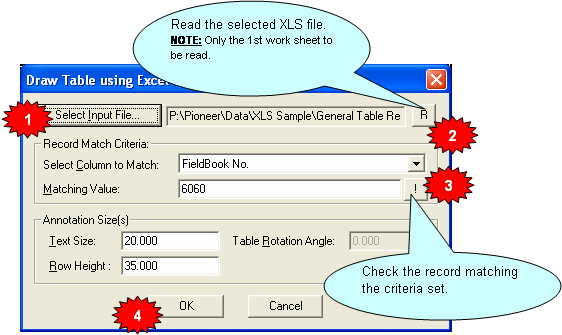 Read the selected XLS file.
NOTE: Only the 1st work sheet to
be read.
Draw Table using Exce
1
Select Input File...
P:\Pioneer\Data\XLS Sample\General Table Re
R
2
Record Match Criteria:
Select Column to Match:
FieldBook No.
Matching Value:
6060
!
3
Annotation Size(s)
Text Size:
20.000
Table Rotation Angle:
0.000
Row Height :
35.000
Check the record matching
the criteria set.
4
OK
Cancel